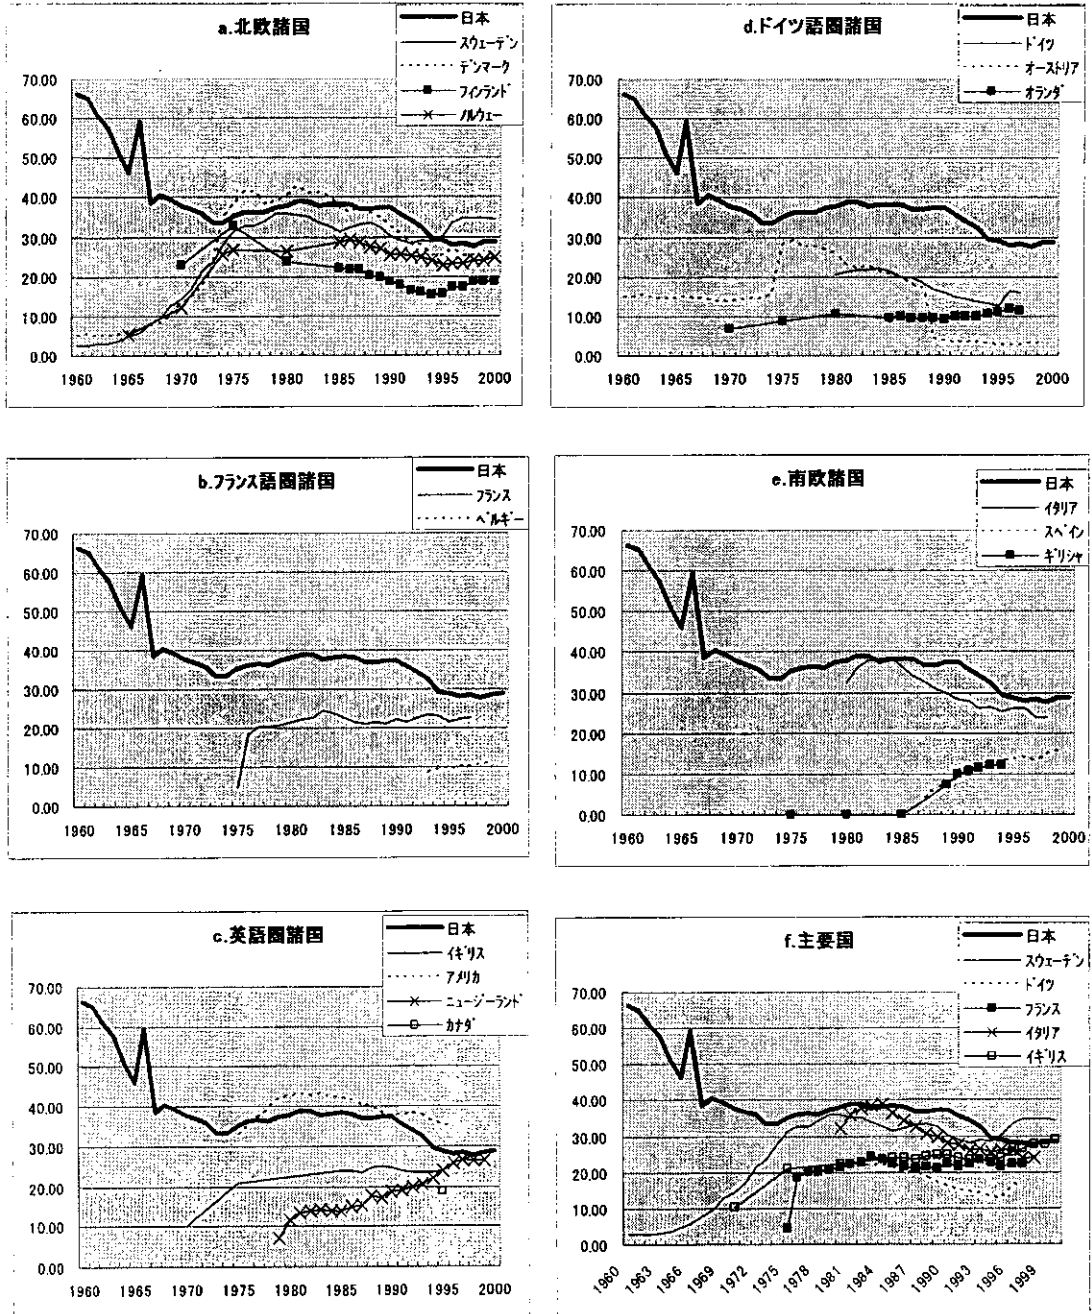 a.北欧諸国
日本
スウェーデン
デンマーク
フィンランド
ノルウェー
70.00
60.00
50.00
40.00
30.00
20.00
10.00
0.00
1960 1965 1970 1975 1980 1985 1990 1995 2000
d.ドイツ語圏諸国
日本
ドイツ
オーストリア
オランダ
70.00
60.00
50.00
40.00
30.00
20.00
10.00
0.00
1960 1965 1970 1975 1980 1985 1990 1995 2000
b.フランス語圏諸国
日本
フランス
ベルギー
70.00
60.00
50.00
40.00
30.00
20.00
10.00
0.00
1960 1965 1970 1975 1980 1985 1990 1995 2000
e.南欧諸国
日本
イタリア
スペイン
ギリシャ
70.00
60.00
50.00
40.00
30.00
20.00
10.00
0.00
1960 1965 1970 1975 1980 1985 1990 1995 2000
c.英語圏諸国
日本
イギリス
アメリカ
ニュージーランド
カナダ
70.00
60.00
50.00
40.00
30.00
20.00
10.00
0.00
1960 1965 1970 1975 1980 1985 1990 1995 2000
f.主要国
日本
スウェーデン
ドイツ
フランス
イタリア
イギリス
70.00
60.00
50.00
40.00
30.00
20.00
10.00
0.00
1960 1963 1966 1969 1972 1975 1978 1981 1984 1987 1990 1993 1996 1999